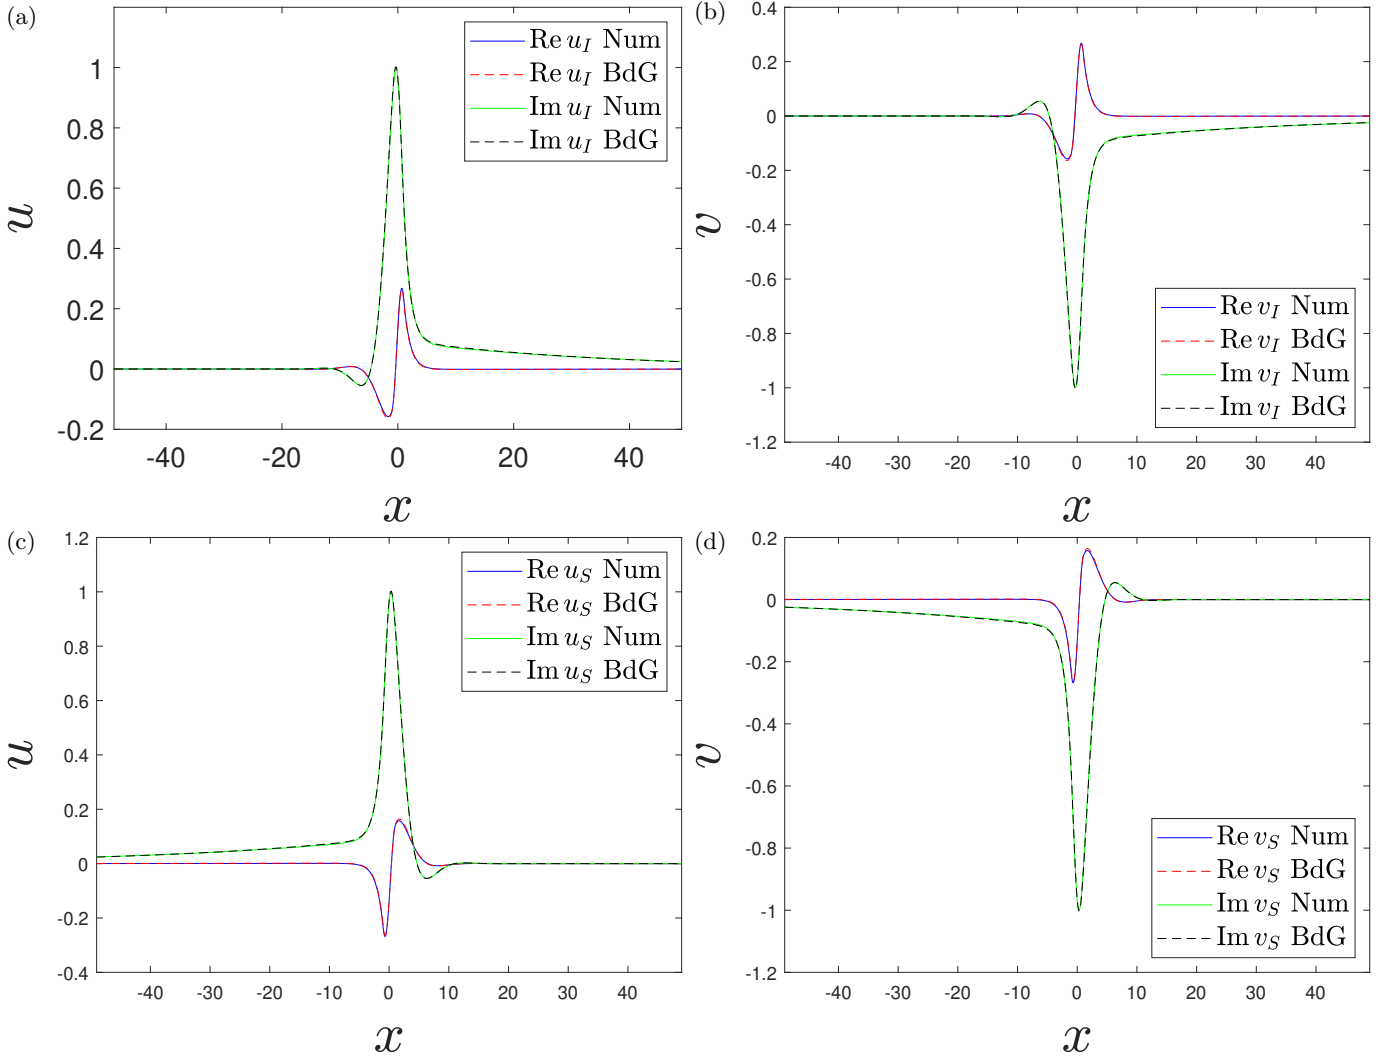 (a)
1
0.8
0.6
0.4
0.2
0
-0.2
-40
-20
0
20
40
u
x
Re u_I Num
Re u_I BdG
Im u_I Num
Im u_I BdG
(b)
0.4
0.2
0
-0.2
-0.4
-0.6
-0.8
-1
-1.2
-40
-30
-20
-10
0
10
20
30
40
v
x
Re v_I Num
Re v_I BdG
Im v_I Num
Im v_I BdG
(c)
1.2
1
0.8
0.6
0.4
0.2
0
-0.2
-0.4
-40
-30
-20
-10
0
10
20
30
40
u
x
Re u_S Num
Re u_S BdG
Im u_S Num
Im u_S BdG
(d)
0.2
0
-0.2
-0.4
-0.6
-0.8
-1
-1.2
-40
-30
-20
-10
0
10
20
30
40
v
x
Re v_S Num
Re v_S BdG
Im v_S Num
Im v_S BdG